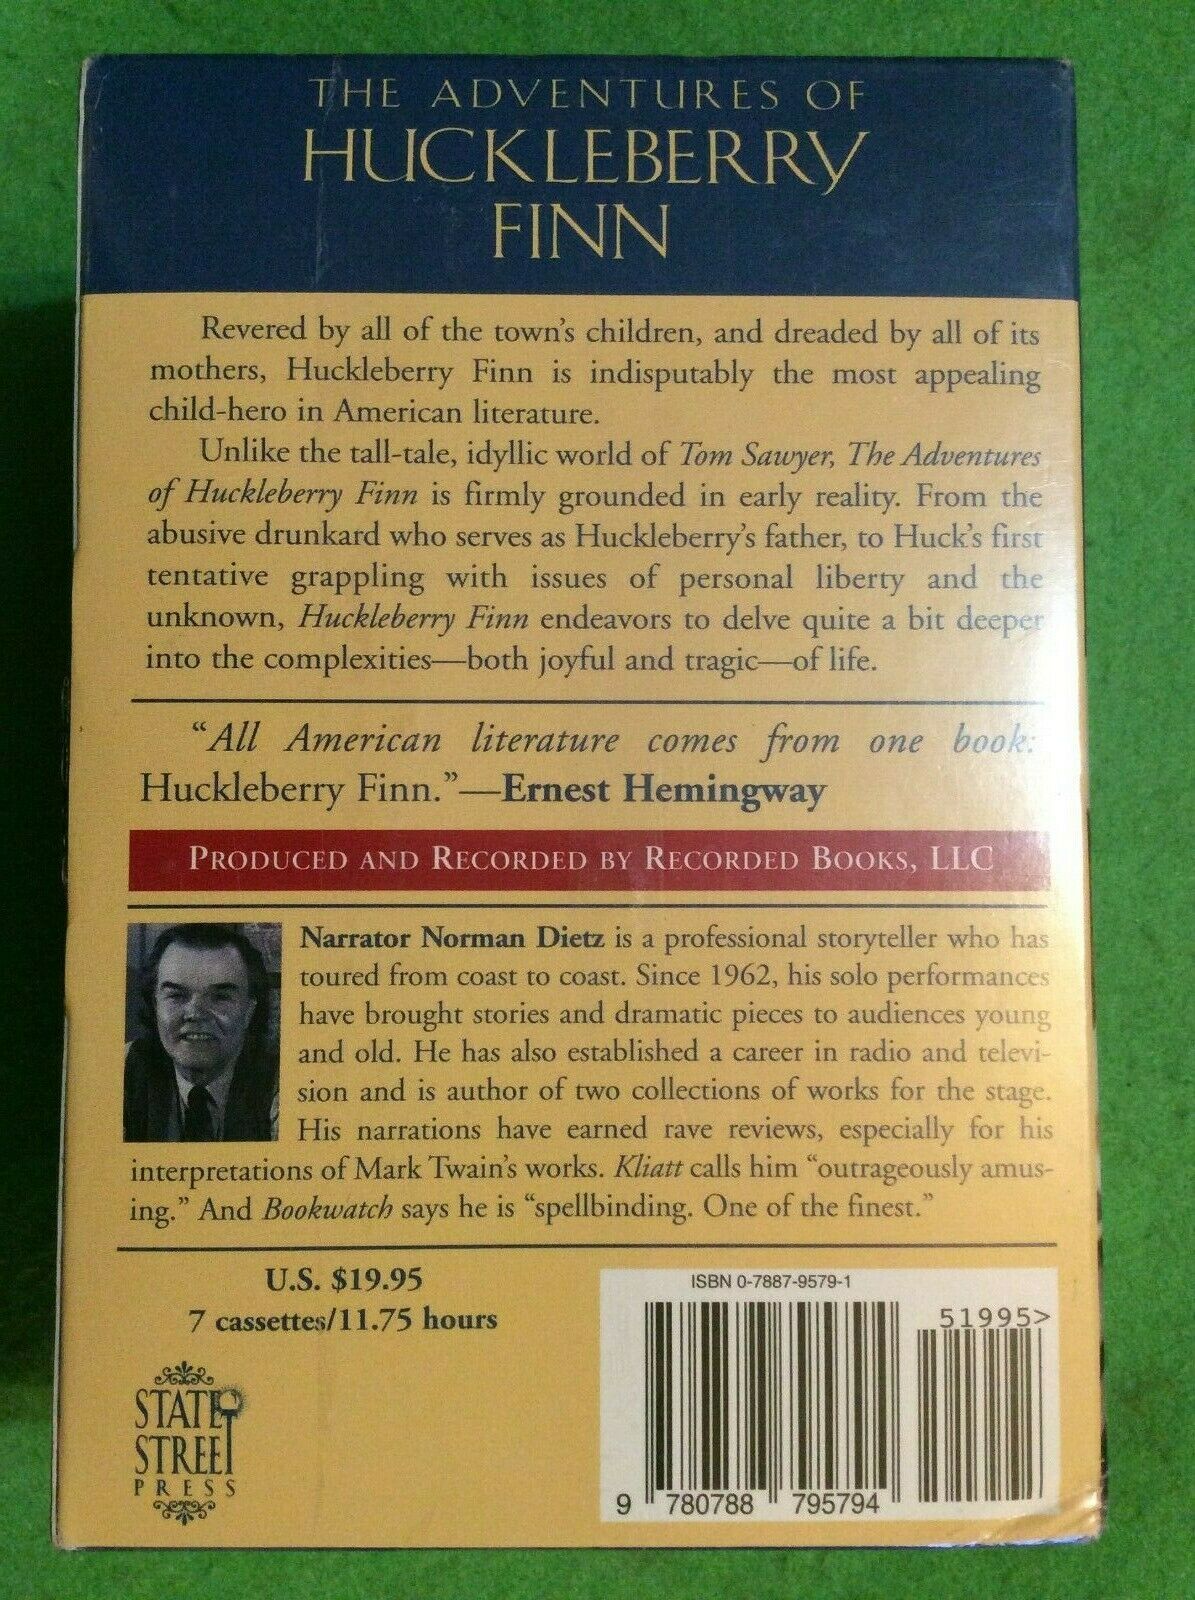 THE ADVENTURES OF
HUCKLEBERRY
FINN
Revered by all of the town's children, and dreaded by all of its
mothers, Huckleberry Finn is indisputably the most appealing
child-hero in American literature.
Unlike the tall-tale, idyllic world of Tom Sawyer, The Adventures
of Huckleberry Finn is firmly grounded in early reality. From the
abusive drunkard who serves as Huckleberry's father, to Huck's first
tentative grappling with issues of personal liberty and the
unknown, Huckleberry Finn endeavors to delve quite a bit deeper
into the complexities—both joyful and tragic—of life.
“All American literature comes from one book:
Huckleberry Finn.”—Ernest Hemingway
PRODUCED AND RECORDED BY RECORDED BOOKS, LLC
Narrator Norman Dietz is a professional storyteller who has
toured from coast to coast. Since 1962, his solo performances
have brought stories and dramatic pieces to audiences young
and old. He has also established a career in radio and televi-
sion and is author of two collections of works for the stage.
His narrations have earned rave reviews, especially for his
interpretations of Mark Twain's works. Kliatt calls him “outrageously amus-
ing.” And Bookwatch says he is “spellbinding. One of the finest.”
U.S. $19.95
7 cassettes/11.75 hours
STATE
STREET
PRESS
ISBN 0-7887-9579-1
51995>
9 780788 795794